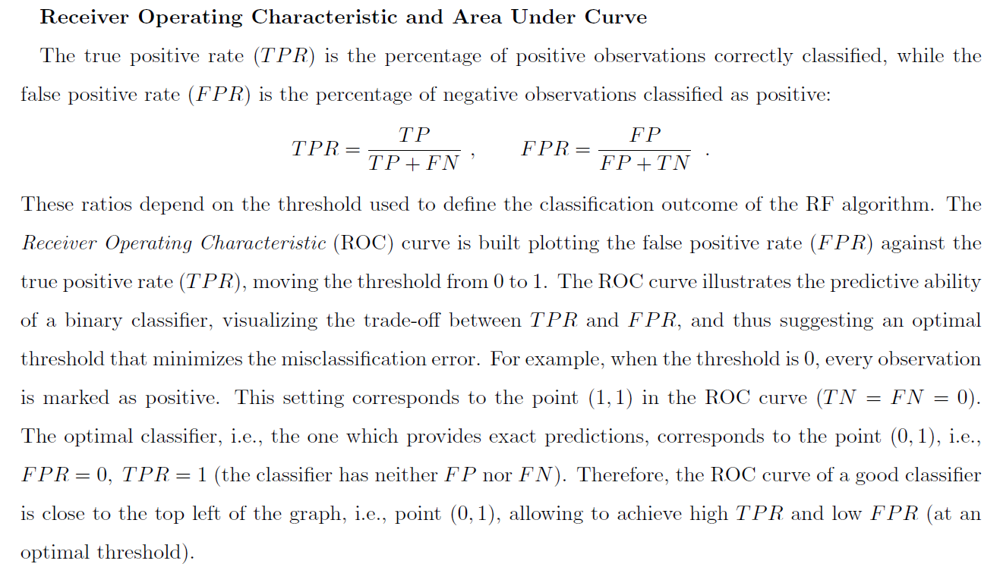 Receiver Operating Characteristic and Area Under Curve
The true positive rate (TPR) is the percentage of positive observations correctly classified, while the
false positive rate (FPR) is the percentage of negative observations classified as positive:
TPR = TP / (TP + FN) , FPR = FP / (FP + TN) .
These ratios depend on the threshold used to define the classification outcome of the RF algorithm. The
Receiver Operating Characteristic (ROC) curve is built plotting the false positive rate (FPR) against the
true positive rate (TPR), moving the threshold from 0 to 1. The ROC curve illustrates the predictive ability
of a binary classifier, visualizing the trade-off between TPR and FPR, and thus suggesting an optimal
threshold that minimizes the misclassification error. For example, when the threshold is 0, every observation
is marked as positive. This setting corresponds to the point (1, 1) in the ROC curve (TN = FN = 0).
The optimal classifier, i.e., the one which provides exact predictions, corresponds to the point (0, 1), i.e.,
FPR = 0, TPR = 1 (the classifier has neither FP nor FN). Therefore, the ROC curve of a good classifier
is close to the top left of the graph, i.e., point (0, 1), allowing to achieve high TPR and low FPR (at an
optimal threshold).